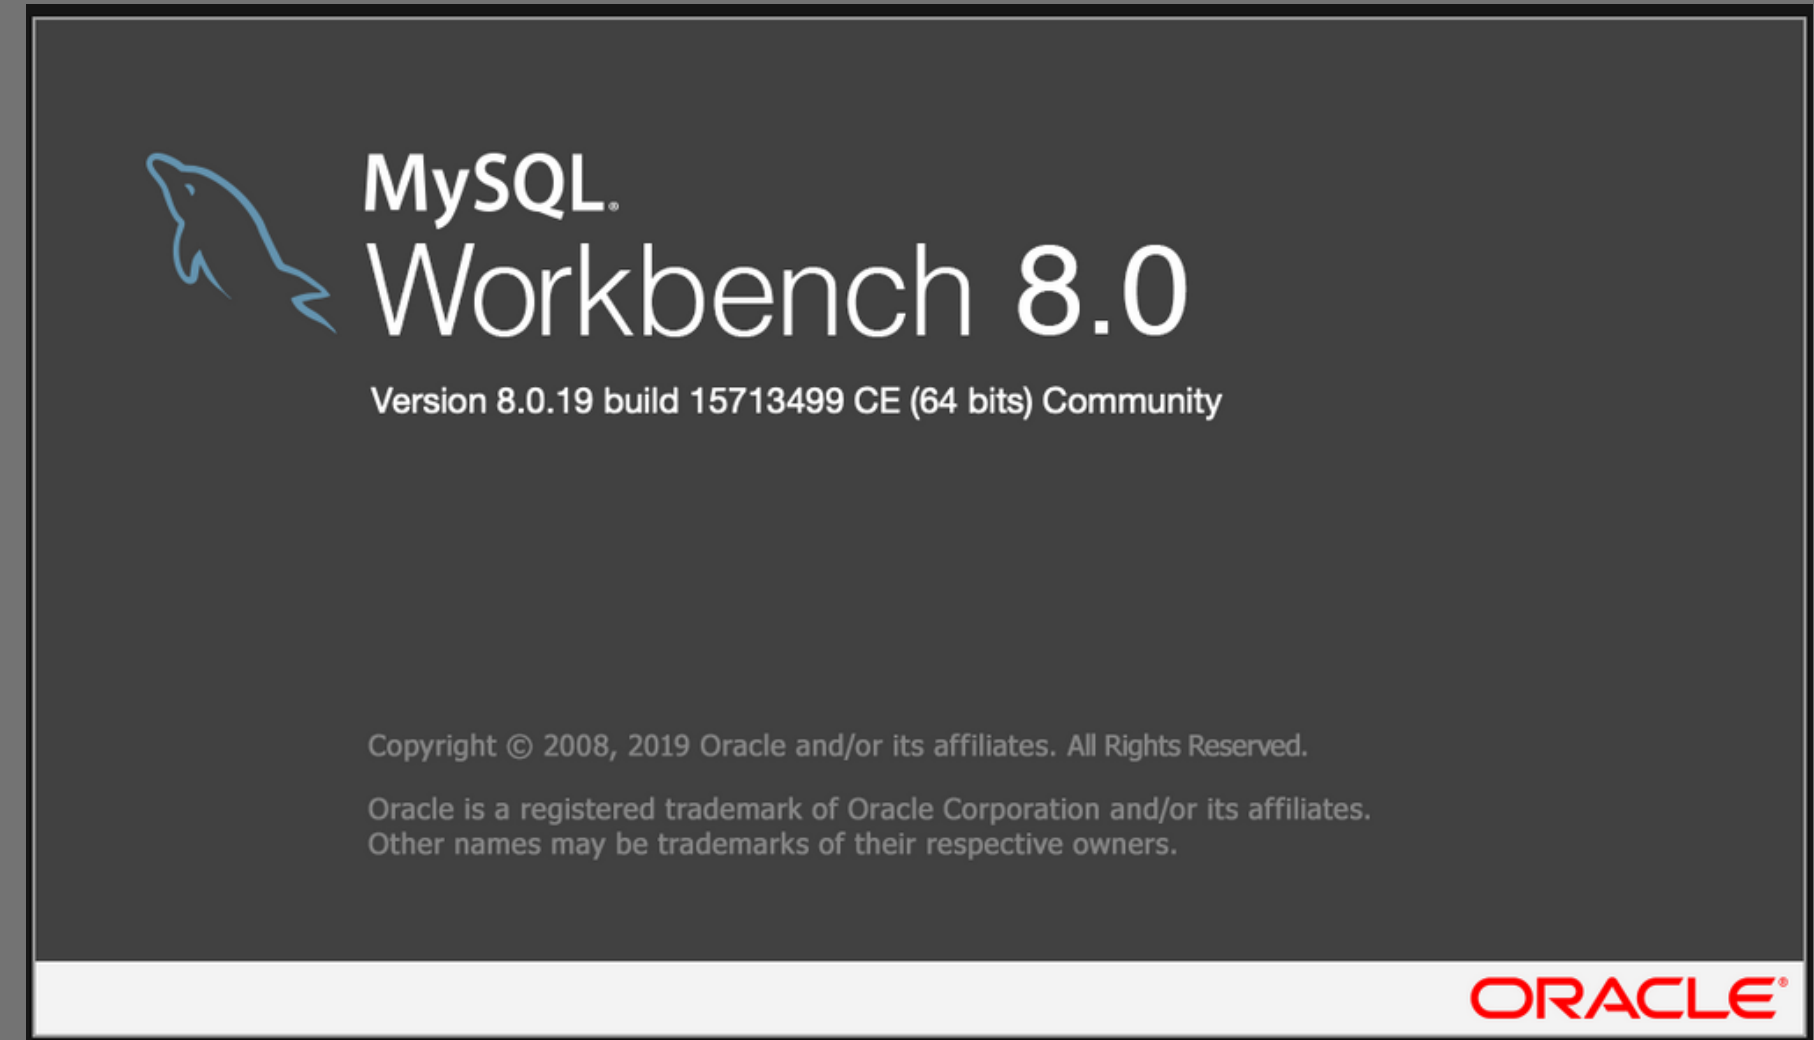 MySQL®
Workbench 8.0
Version 8.0.19 build 15713499 CE (64 bits) Community
Copyright © 2008, 2019 Oracle and/or its affiliates. All Rights Reserved.
Oracle is a registered trademark of Oracle Corporation and/or its affiliates.
Other names may be trademarks of their respective owners.
ORACLE®